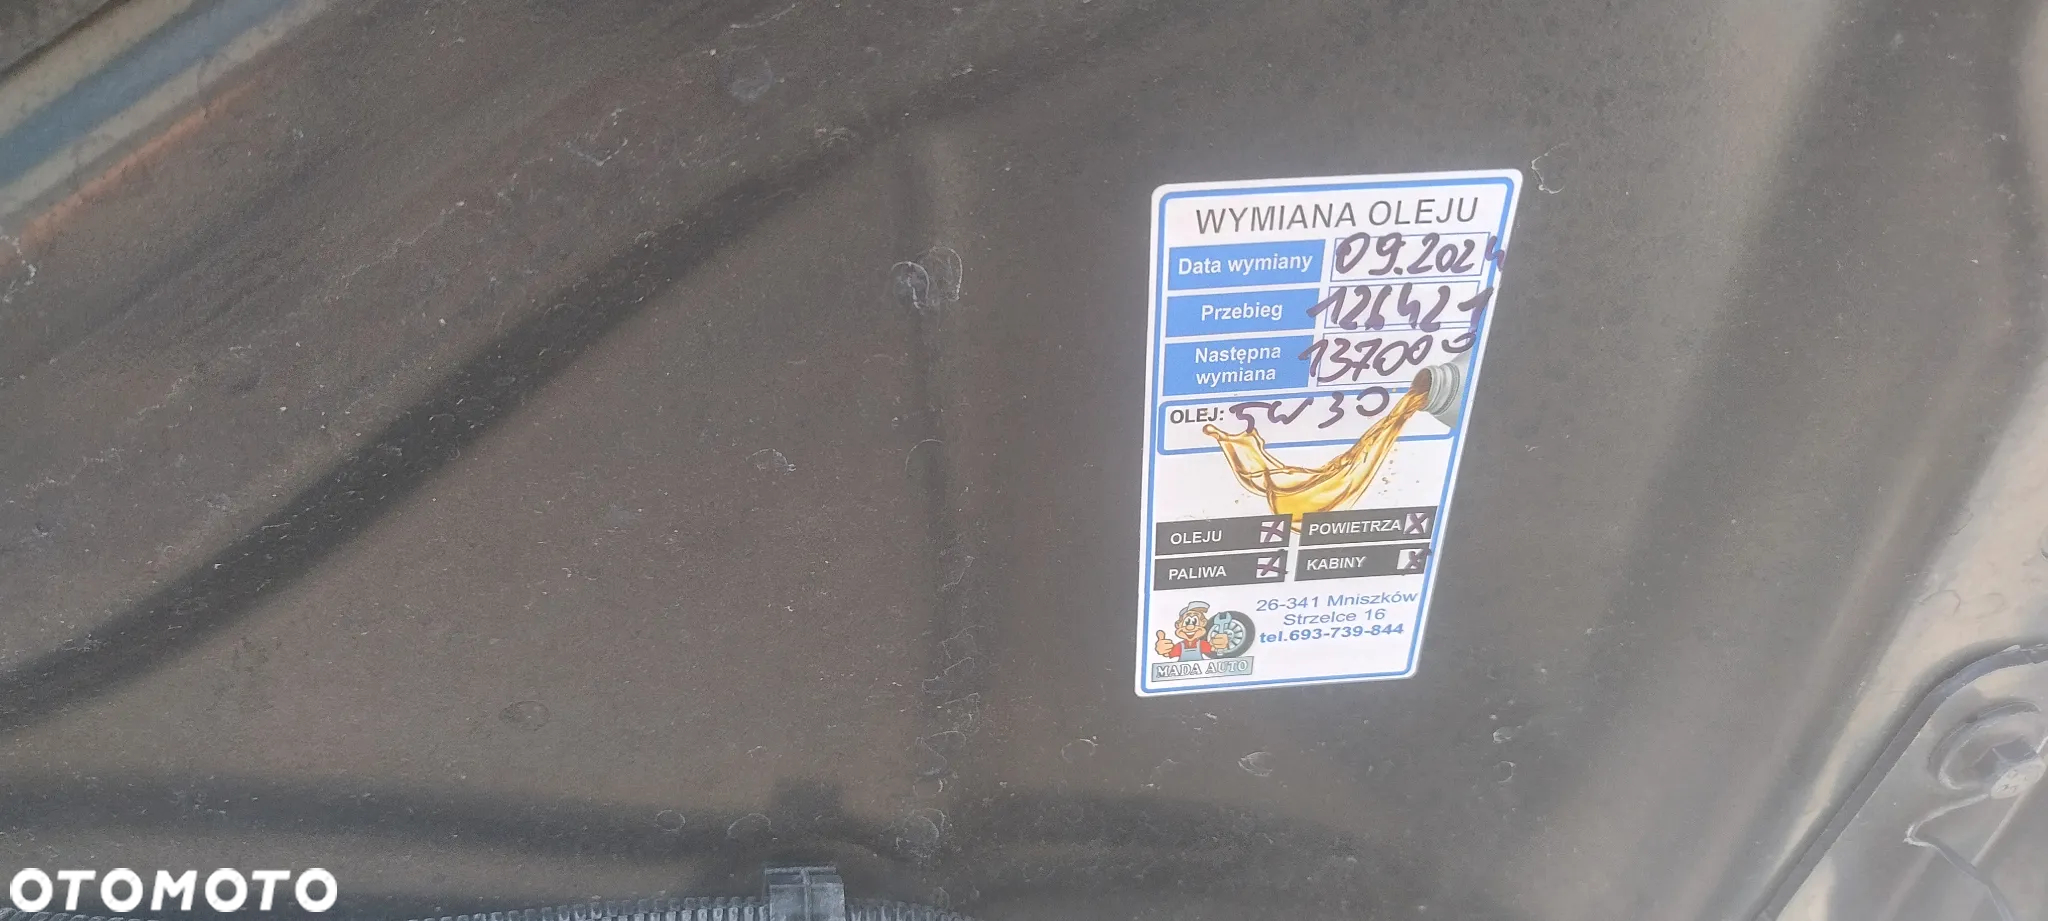 WYMIANA OLEJU
Data wymiany 09.2024
Przebieg 126421
Następna wymiana 137000
OLEJ: 5W30
OLEJU X POWIETRZA X
PALIWA X KABINY X
26-341 Mniszków
Strzelce 16
tel.693-739-844
MADA AUTO
OTOMOTO